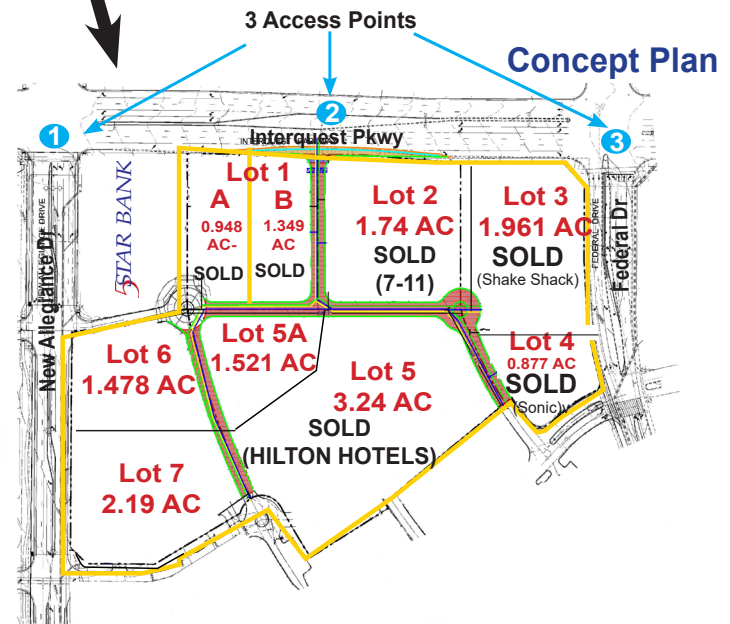 3 Access Points
Concept Plan
1
2
3
Interquest Pkwy
5STAR BANK
New Allegiance Dr
FEDERAL DRIVE
Federal Dr
Lot 1
A
0.948
AC-
SOLD
B
1.349
AC
SOLD
Lot 2
1.74 AC
SOLD
(7-11)
Lot 3
1.961 AC
SOLD
(Shake Shack)
Lot 4
0.877 AC
SOLD
(Sonic)v
Lot 5A
1.521 AC
Lot 5
3.24 AC
SOLD
(HILTON HOTELS)
Lot 6
1.478 AC
Lot 7
2.19 AC